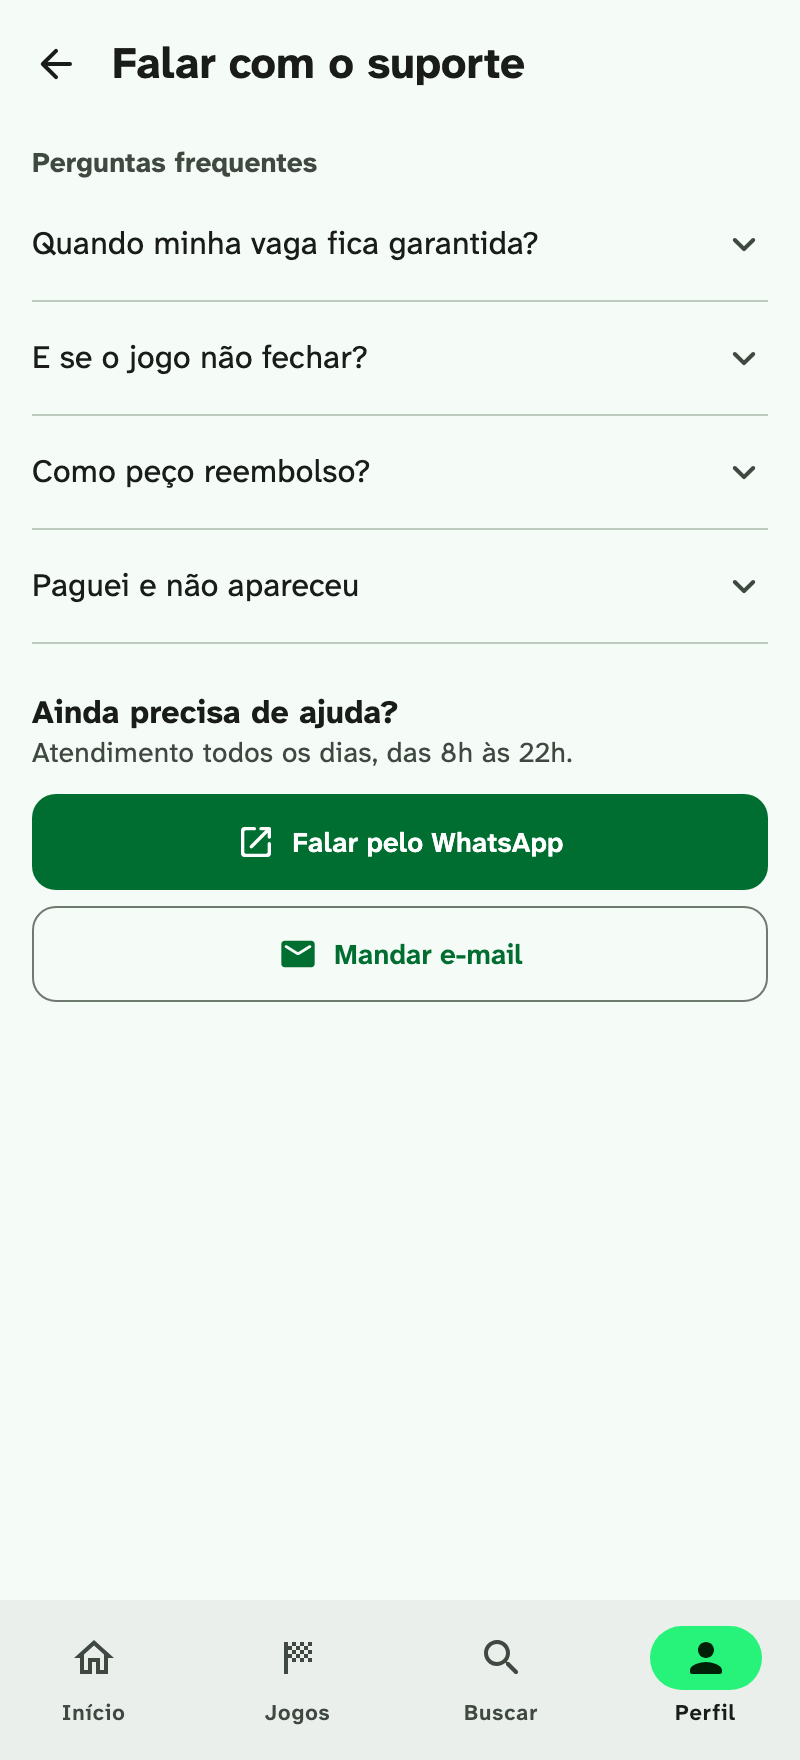 Falar com o suporte
Perguntas frequentes
Quando minha vaga fica garantida?
E se o jogo não fechar?
Como peço reembolso?
Paguei e não apareceu
Ainda precisa de ajuda?
Atendimento todos os dias, das 8h às 22h.
Falar pelo WhatsApp
Mandar e-mail
Início
Jogos
Buscar
Perfil